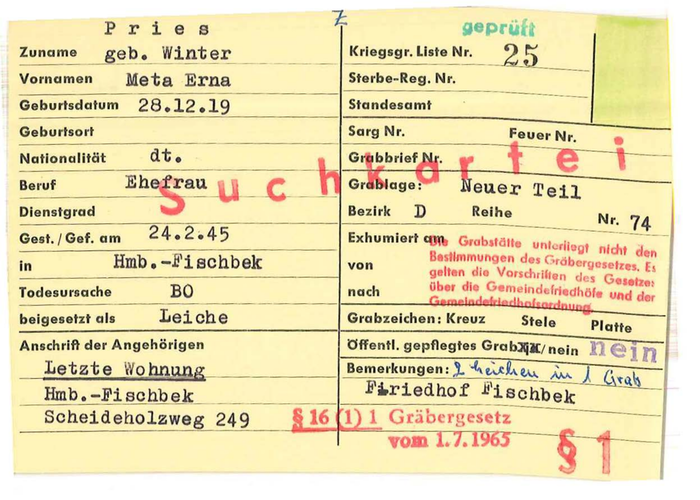 P r i e s
Zuname geb. Winter
Vornamen Meta Erna
Geburtsdatum 28.12.19
Geburtsort
Nationalität dt.
Beruf Ehefrau
Dienstgrad
Gest./Gef. am 24.2.45
in Hmb.-Fischbek
Todesursache BO
beigesetzt als Leiche
Anschrift der Angehörigen
Letzte Wohnung
Hmb.-Fischbek
Scheideholzweg 249
Z
geprüft
Kriegsgr. Liste Nr. 25
Sterbe-Reg. Nr.
Standesamt
Sarg Nr. Feuer Nr.
Grabbrief Nr.
Suchkartei
Grablage: Neuer Teil
Bezirk D Reihe Nr. 74
Exhumiert am
von
nach
Die Grabstätte unterliegt nicht den
Bestimmungen des Gräbergesetzes. Es
gelten die Vorschriften des Gesetzes
über die Gemeindefriedhöfe und der
Gemeindefriedhofsordnung
Grabzeichen: Kreuz Stele Platte
Öffentl. gepflegtes Grab /nein nein
Bemerkungen: 2 Leichen in 1 Grab
Firiedhof Fischbek
§ 16 (1) 1 Gräbergesetz
vom 1.7.1965
§ 1